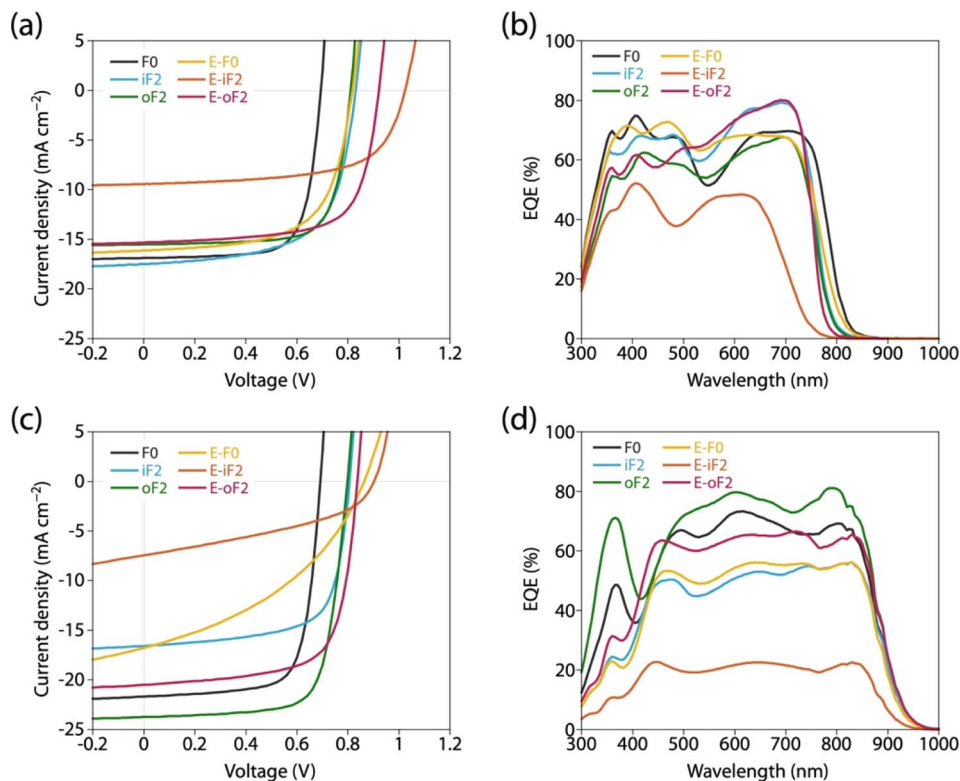 (a)
5
0
-5
-10
-15
-20
-25
Current density (mA cm⁻²)
F0
iF2
oF2
E-F0
E-iF2
E-oF2
-0.2 0 0.2 0.4 0.6 0.8 1 1.2
Voltage (V)
(b)
100
80
60
40
20
0
EQE (%)
F0
iF2
oF2
E-F0
E-iF2
E-oF2
300 400 500 600 700 800 900 1000
Wavelength (nm)
(c)
5
0
-5
-10
-15
-20
-25
Current density (mA cm⁻²)
F0
iF2
oF2
E-F0
E-iF2
E-oF2
-0.2 0 0.2 0.4 0.6 0.8 1 1.2
Voltage (V)
(d)
100
80
60
40
20
0
EQE (%)
F0
iF2
oF2
E-F0
E-iF2
E-oF2
300 400 500 600 700 800 900 1000
Wavelength (nm)